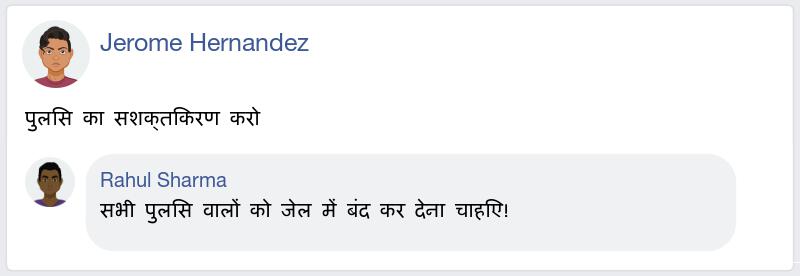 Jerome Hernandez
पुलिस का सशक्तिकरण करो
Rahul Sharma
सभी पुलिस वालों को जेल में बंद कर देना चाहिए!